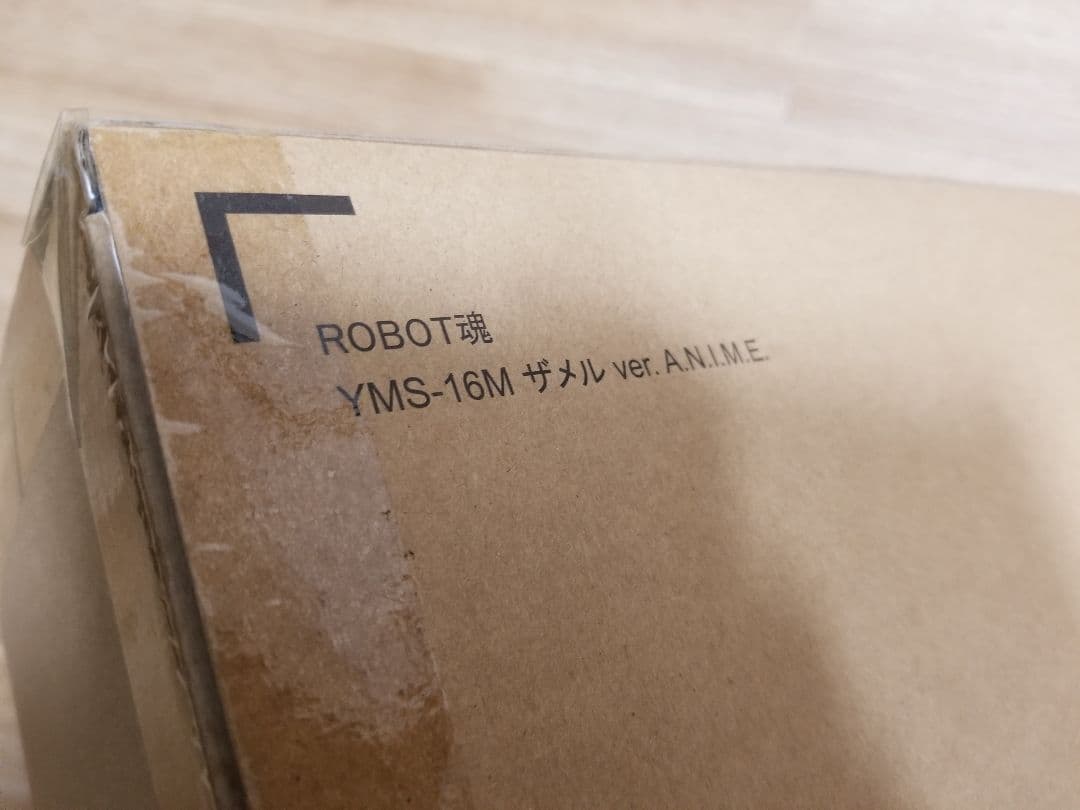 ROBOT魂
YMS-16M ザメル ver. A.N.I.M.E.